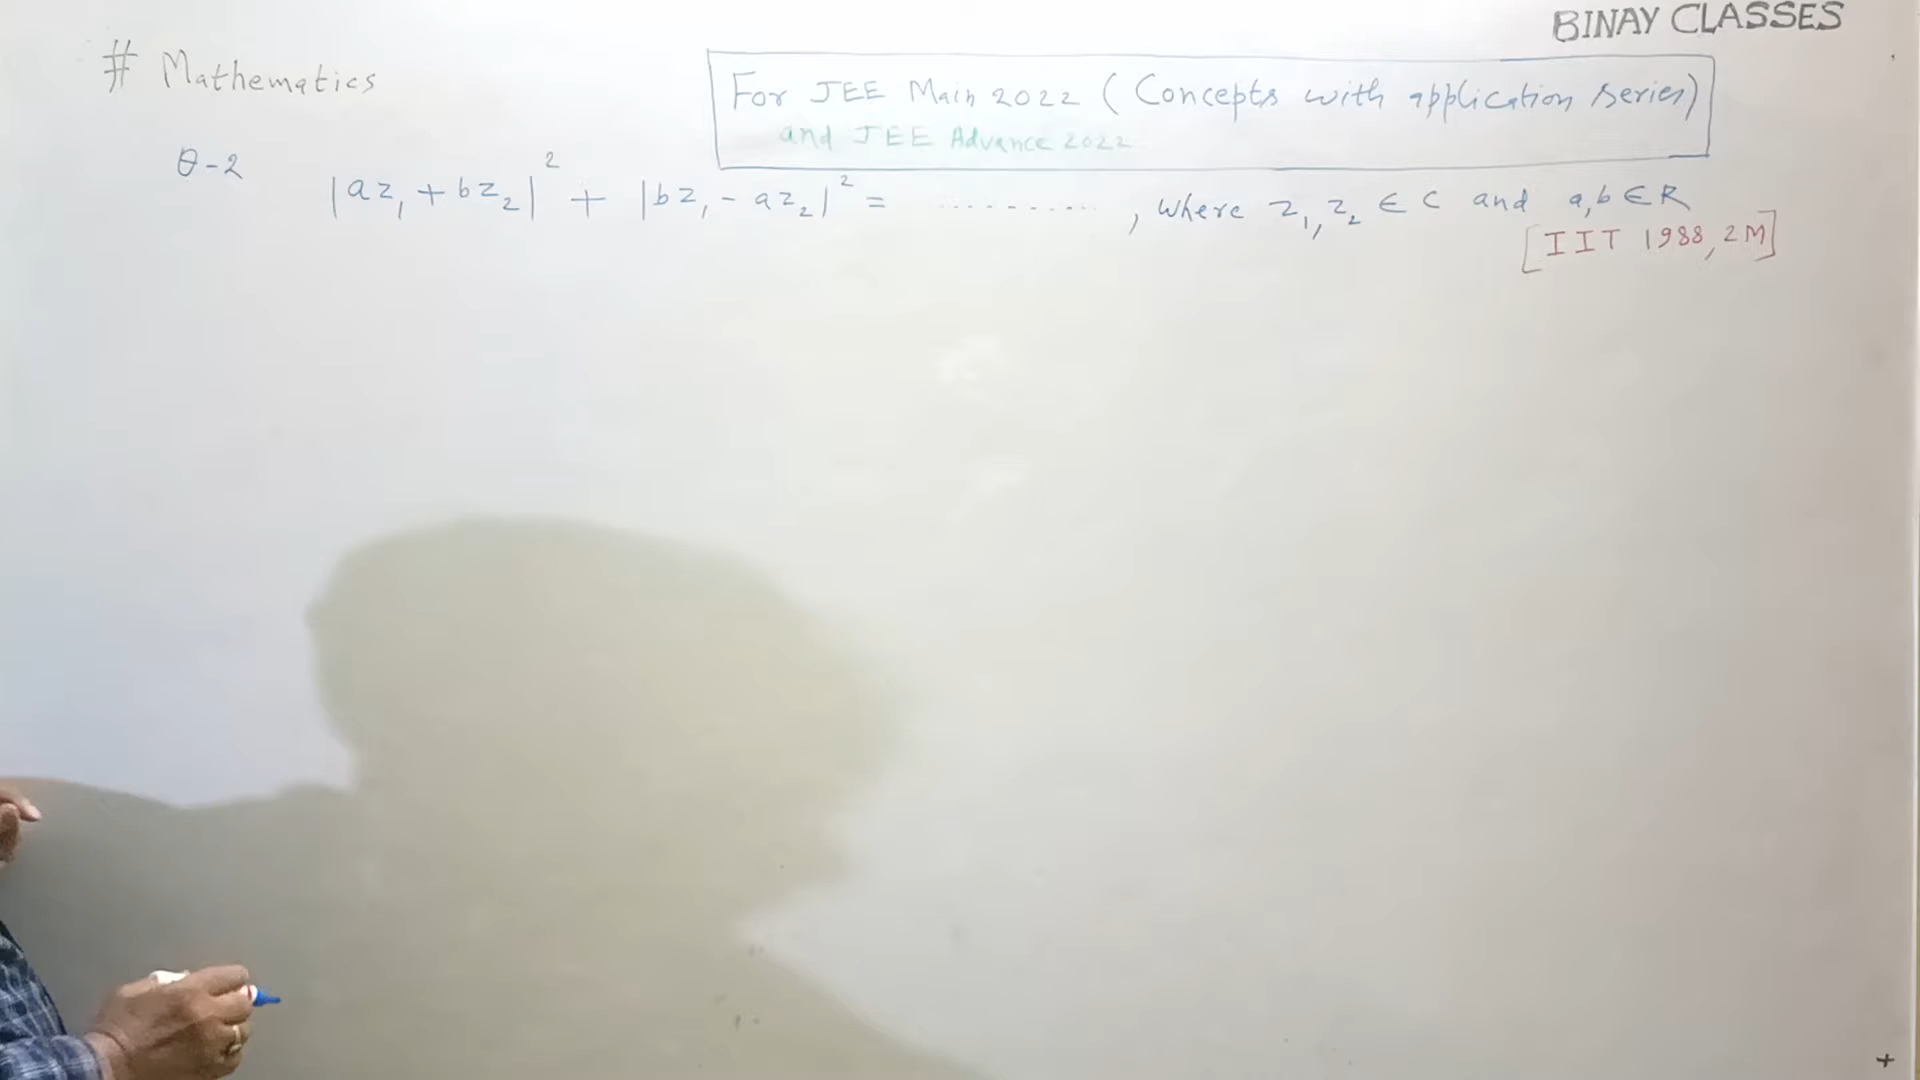 BINAY CLASSES
# Mathematics
For JEE Main 2022 (Concepts with application series)
and JEE Advance 2022
Q-2
|az₁ + bz₂|² + |bz₁ - az₂|² = .........., where z₁, z₂ ∈ C and a,b ∈ R
[IIT 1988, 2M]